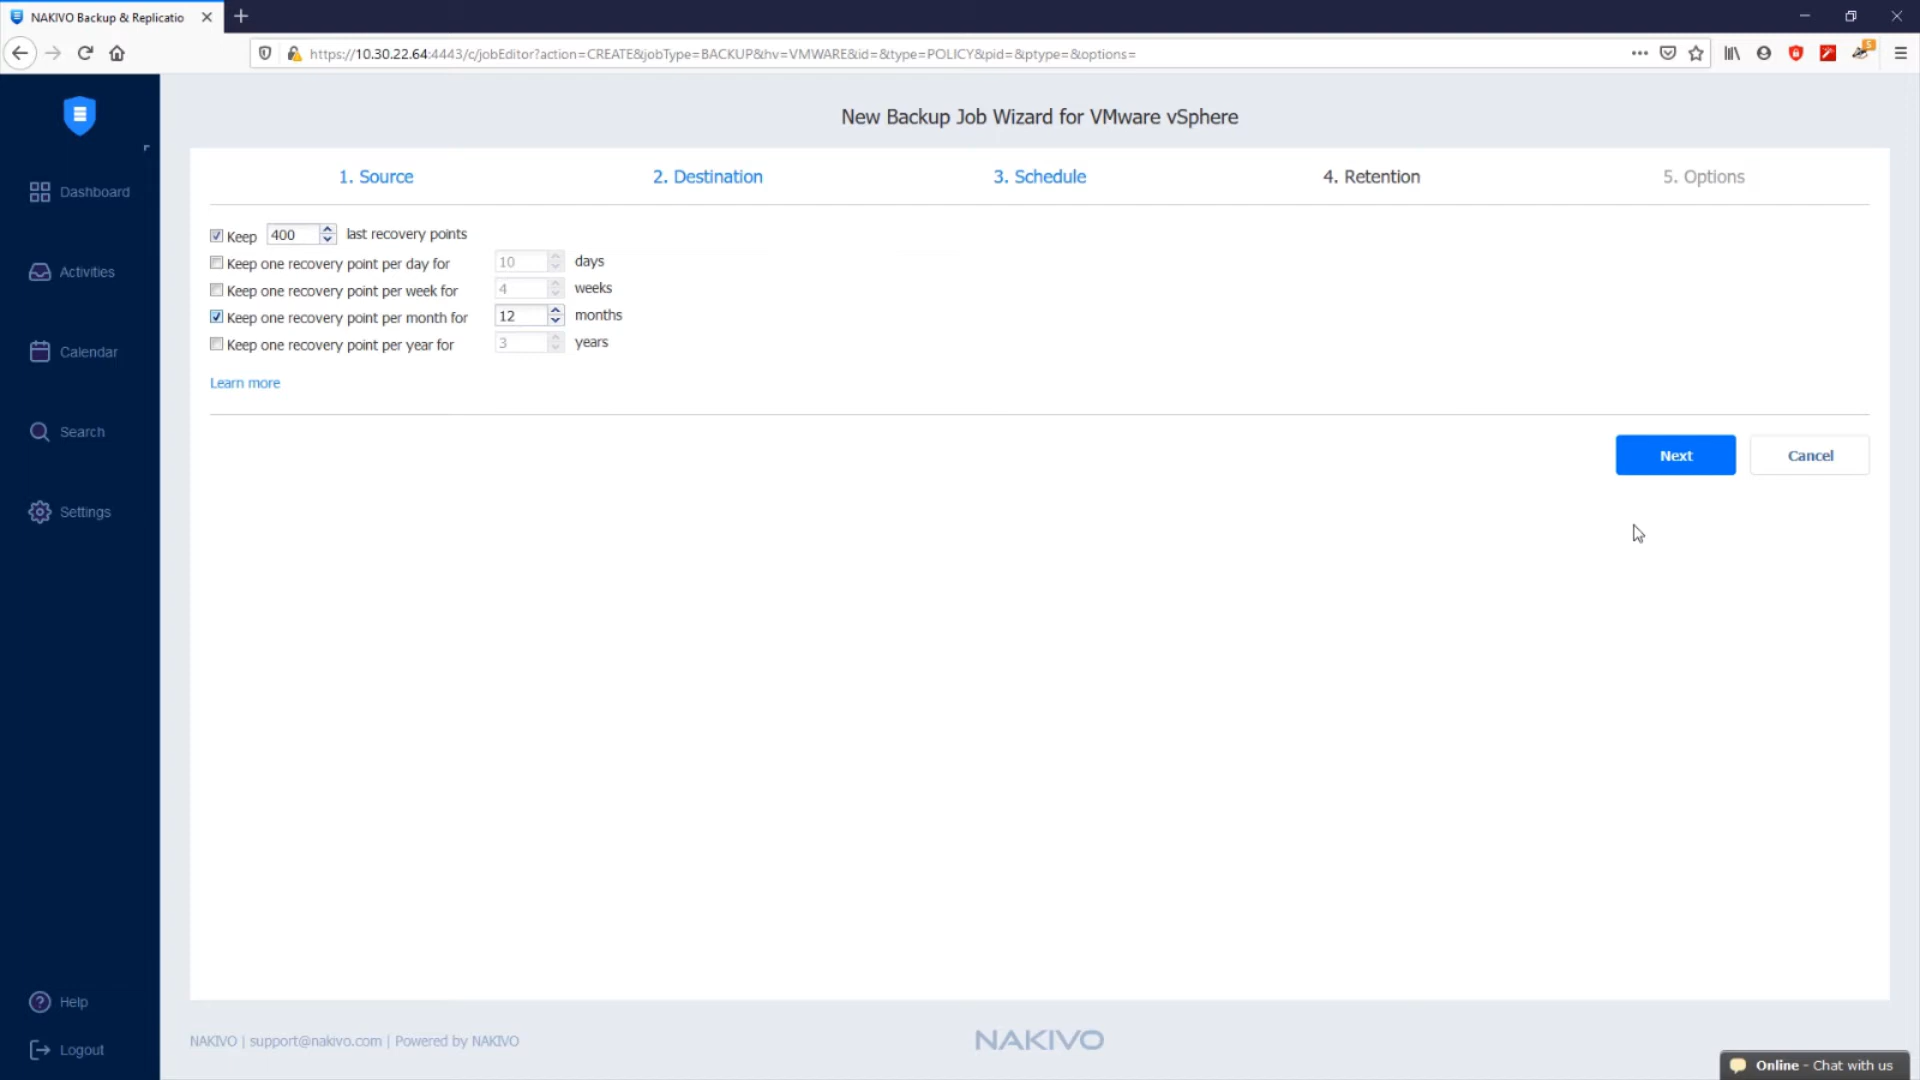 NAKIVO Backup & Replicatio
https://10.30.22.64:4443/c/jobEditor?action=CREATE&jobType=BACKUP&hv=VMWARE&id=&type=POLICY&pid=&ptype=&options=
5
New Backup Job Wizard for VMware vSphere
1. Source
2. Destination
3. Schedule
4. Retention
5. Options
Dashboard
Activities
Calendar
Search
Settings
Keep 400 last recovery points
Keep one recovery point per day for 10 days
Keep one recovery point per week for 4 weeks
Keep one recovery point per month for 12 months
Keep one recovery point per year for 3 years
Learn more
Next
Cancel
Help
Logout
NAKIVO | support@nakivo.com | Powered by NAKIVO
NAKIVO
Online - Chat with us